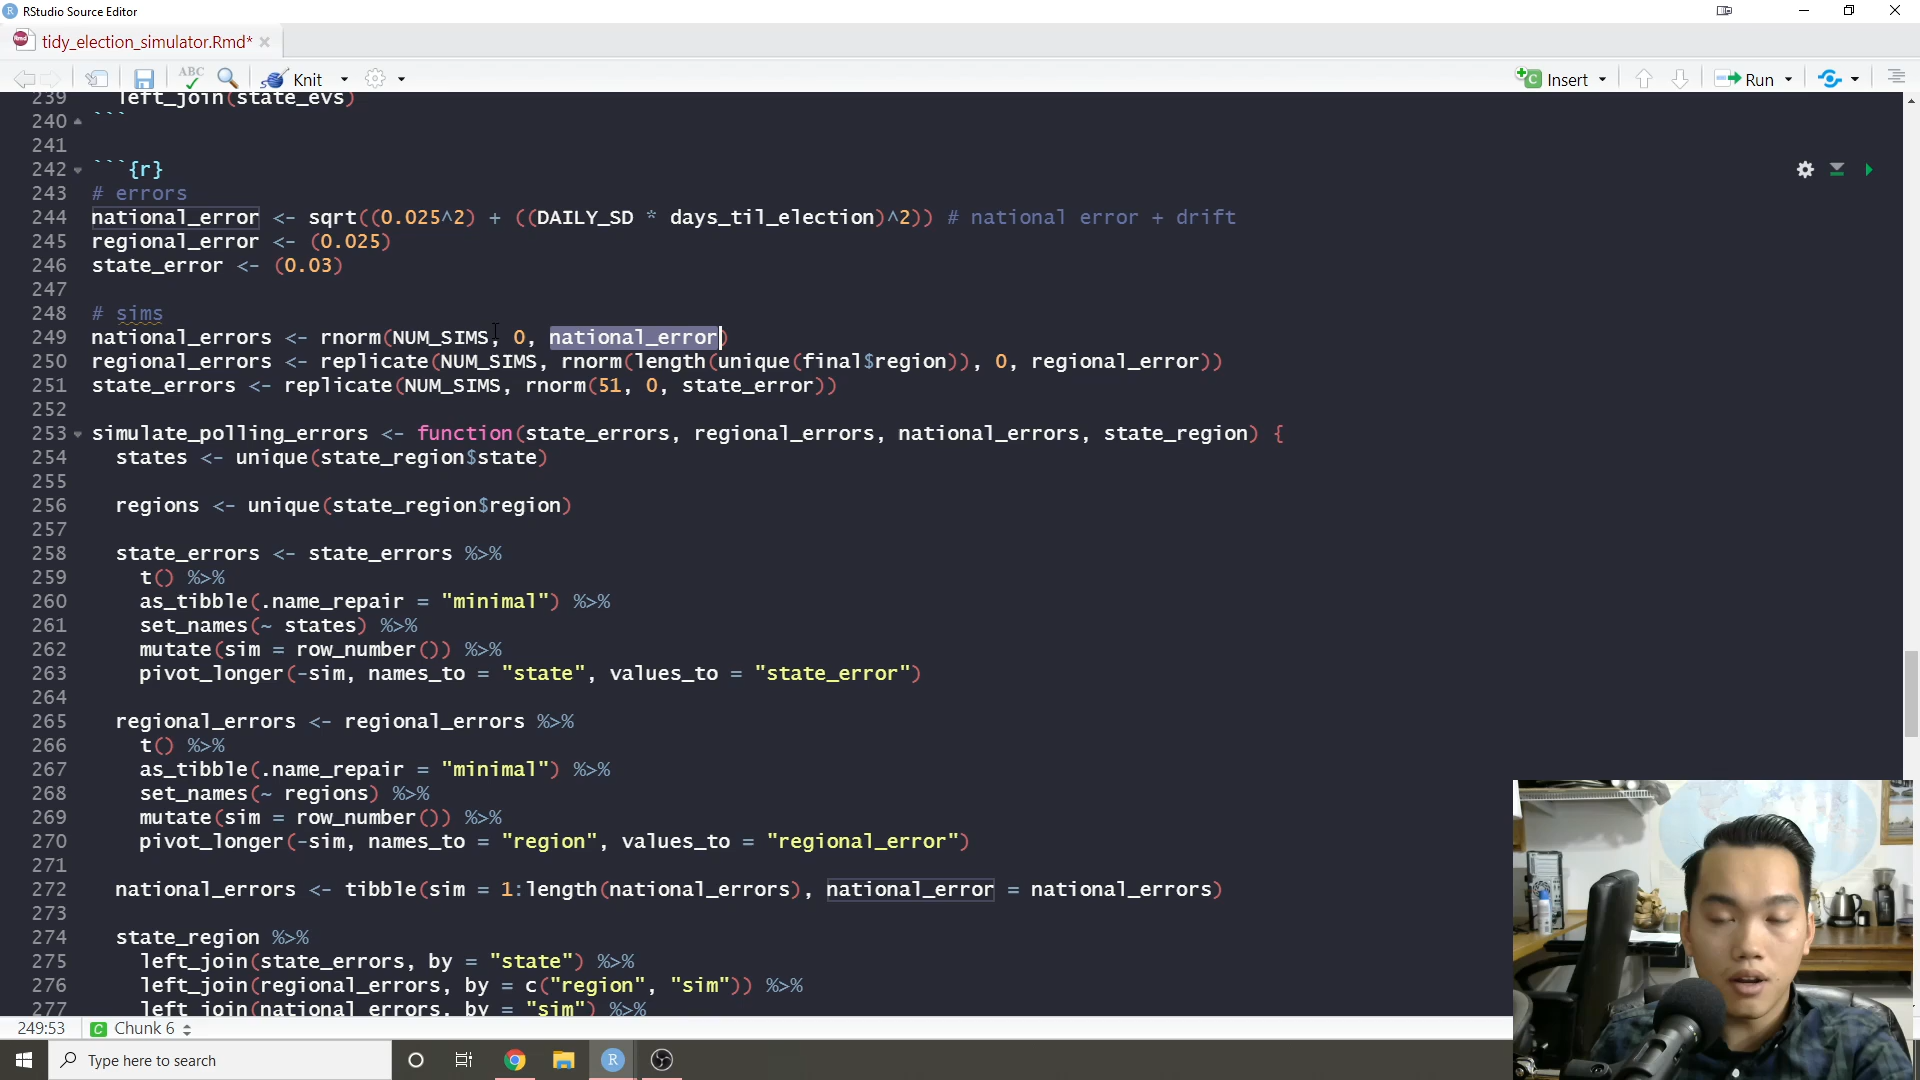 RStudio Source Editor
tidy_election_simulator.Rmd*
ABC
Knit
Insert
Run
239 left_join(state_evs)
240 ```
241
242 ```{r}
243 # errors
244 national_error <- sqrt((0.025^2) + ((DAILY_SD * days_til_election)^2)) # national error + drift
245 regional_error <- (0.025)
246 state_error <- (0.03)
247
248 # sims
249 national_errors <- rnorm(NUM_SIMS, 0, national_error)
250 regional_errors <- replicate(NUM_SIMS, rnorm(length(unique(final$region)), 0, regional_error))
251 state_errors <- replicate(NUM_SIMS, rnorm(51, 0, state_error))
252
253 simulate_polling_errors <- function(state_errors, regional_errors, national_errors, state_region) {
254 states <- unique(state_region$state)
255
256 regions <- unique(state_region$region)
257
258 state_errors <- state_errors %>%
259 t() %>%
260 as_tibble(.name_repair = "minimal") %>%
261 set_names(~ states) %>%
262 mutate(sim = row_number()) %>%
263 pivot_longer(-sim, names_to = "state", values_to = "state_error")
264
265 regional_errors <- regional_errors %>%
266 t() %>%
267 as_tibble(.name_repair = "minimal") %>%
268 set_names(~ regions) %>%
269 mutate(sim = row_number()) %>%
270 pivot_longer(-sim, names_to = "region", values_to = "regional_error")
271
272 national_errors <- tibble(sim = 1:length(national_errors), national_error = national_errors)
273
274 state_region %>%
275 left_join(state_errors, by = "state") %>%
276 left_join(regional_errors, by = c("region", "sim")) %>%
277 left_join(national_errors, by = "sim") %>%
249:53
C Chunk 6
Type here to search